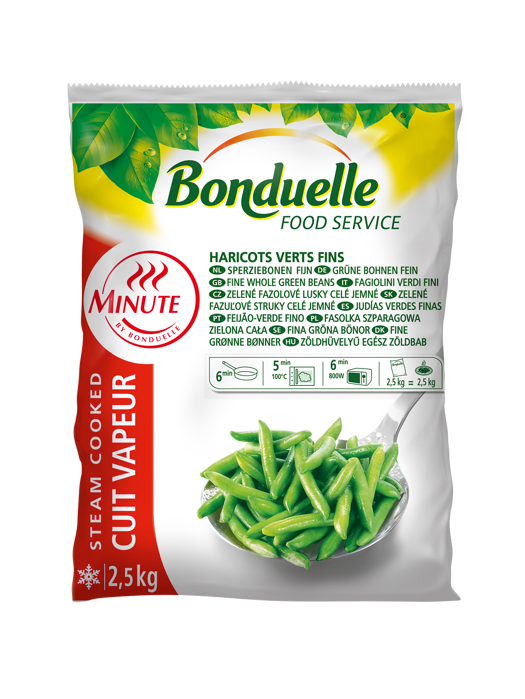 Bonduelle
FOOD SERVICE
MINUTE
BY BONDUELLE
HARICOTS VERTS FINS
NL SPERZIEBONEN FIJN DE GRÜNE BOHNEN FEIN
GB FINE WHOLE GREEN BEANS IT FAGIOLINI VERDI FINI
CZ ZELENÉ FAZOLOVÉ LUSKY CELÉ JEMNÉ SK ZELENÉ
FAZUĽOVÉ STRUKY CELÉ JEMNÉ ES JUDÍAS VERDES FINAS
PT FEIJÃO-VERDE FINO PL FASOLKA SZPARAGOWA
ZIELONA CAŁA SE FINA GRÖNA BÖNOR DK FINE
GRØNNE BØNNER HU ZÖLDHÜVELYŰ EGÉSZ ZÖLDBAB
6 min
5 min
100°C
6 min
800W
2,5 kg = 2,5 kg
STEAM COOKED
CUIT VAPEUR
2,5kg